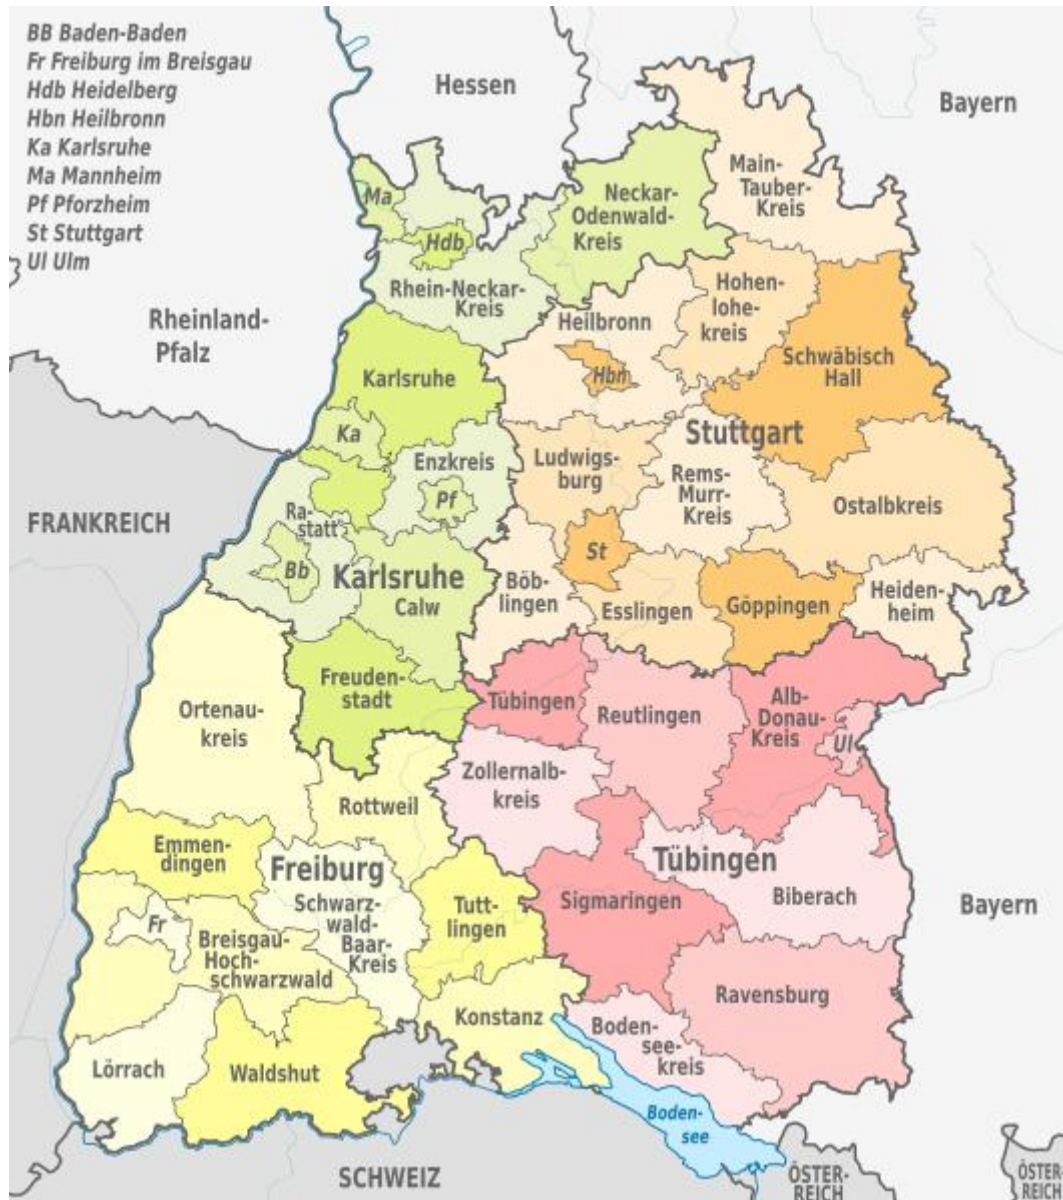 BB Baden-Baden
Fr Freiburg im Breisgau
Hdb Heidelberg
Hbn Heilbronn
Ka Karlsruhe
Ma Mannheim
Pf Pforzheim
St Stuttgart
Ul Ulm
Hessen
Bayern
Main-
Tauber-
Kreis
Neckar-
Odenwald-
Kreis
Ma
Hdb
Rhein-Neckar-
Kreis
Hohen-
lohe-
kreis
Rheinland-
Pfalz
Heilbronn
Hbn
Schwäbisch
Hall
Karlsruhe
Ka
Stuttgart
Enzkreis
Pf
Ludwigs-
burg
Rems-
Murr-
Kreis
Ostalbkreis
FRANKREICH
Ra-
statt
Bb
Karlsruhe
Calw
St
Böb-
lingen
Esslingen
Göppingen
Heiden-
heim
Freuden-
stadt
Ortenau-
kreis
Tübingen
Reutlingen
Alb-
Donau-
Kreis
Ul
Zollernalb-
kreis
Rottweil
Emmen-
dingen
Freiburg
Tübingen
Schwarz-
wald-
Baar-
Kreis
Tutt-
lingen
Sigmaringen
Biberach
Bayern
Fr
Breisgau-
Hoch-
schwarzwald
Ravensburg
Konstanz
Boden-
see-
kreis
Lörrach
Waldshut
Boden-
see
SCHWEIZ
ÖSTER-
REICH
ÖSTER-
REICH